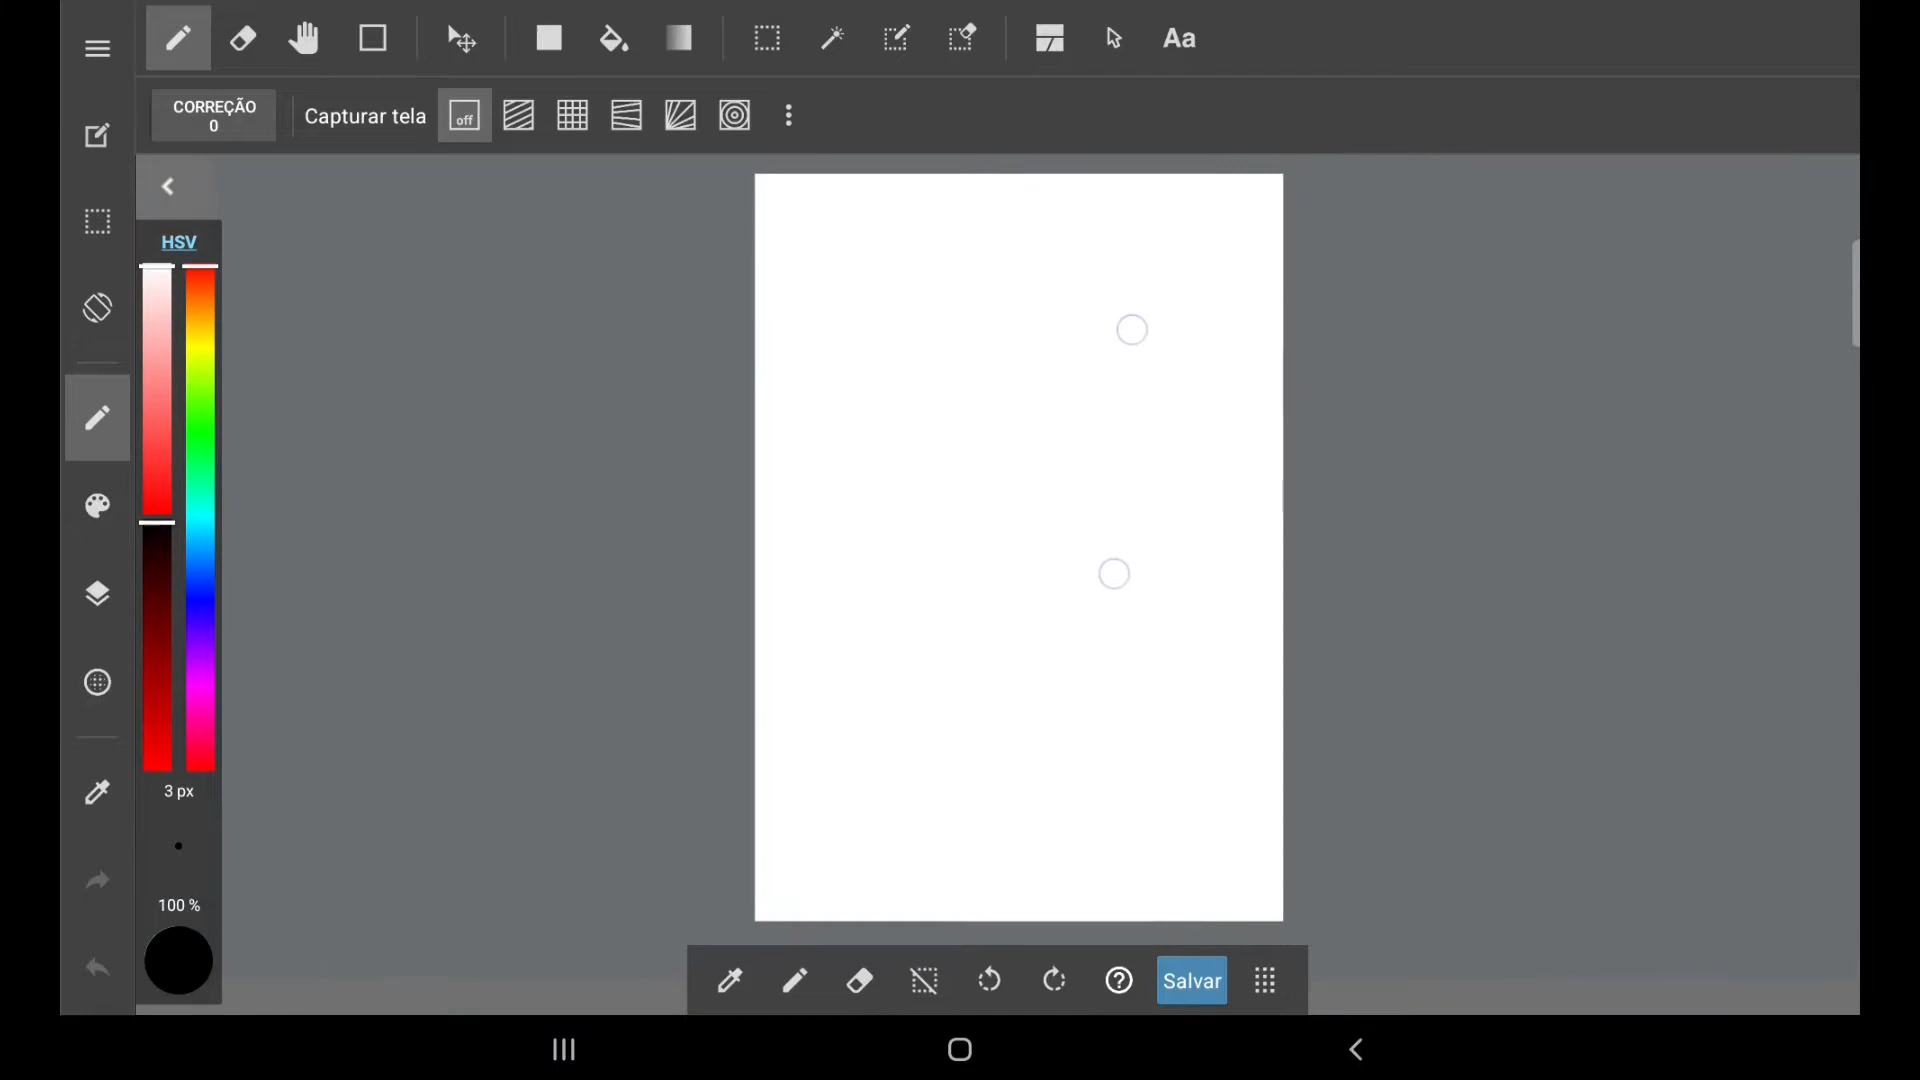 Aa
CORREÇÃO
0
Capturar tela
off
HSV
3 px
100 %
Salvar